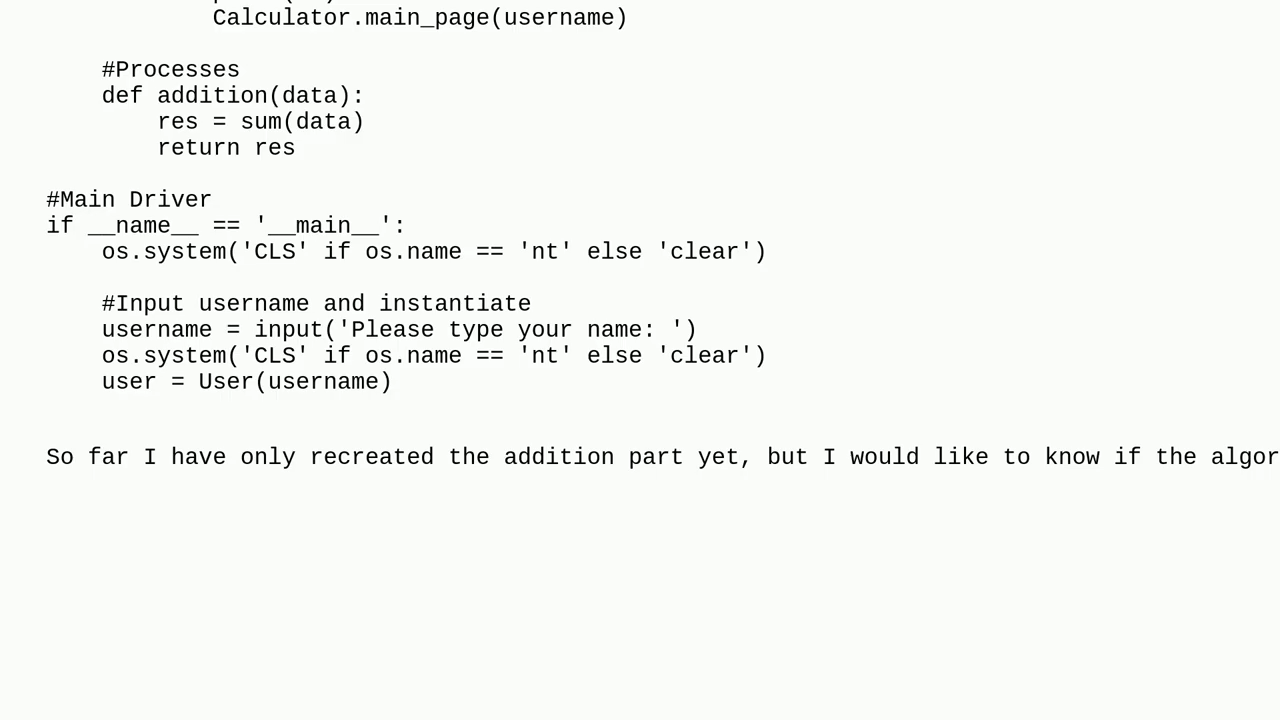 Calculator.main_page(username)
#Processes
def addition(data):
res = sum(data)
return res
#Main Driver
if __name__ == '__main__':
os.system('CLS' if os.name == 'nt' else 'clear')
#Input username and instantiate
username = input('Please type your name: ')
os.system('CLS' if os.name == 'nt' else 'clear')
user = User(username)
So far I have only recreated the addition part yet, but I would like to know if the